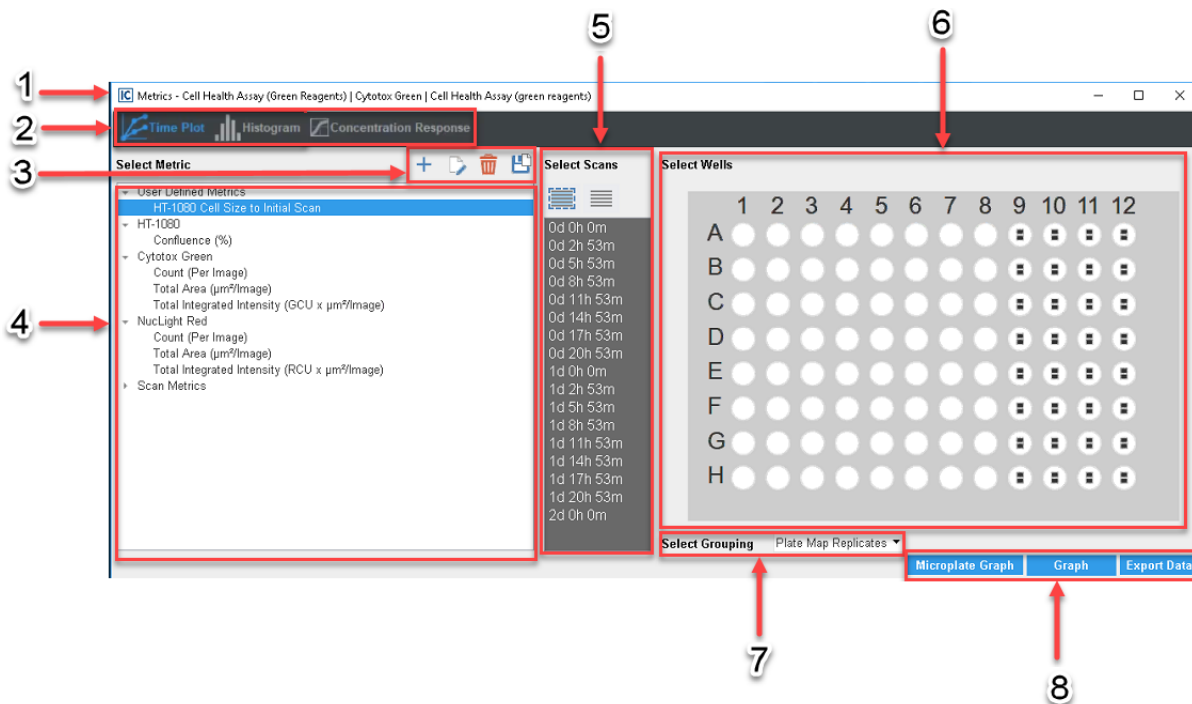 5
6
1
IC Metrics - Cell Health Assay (Green Reagents) | Cytotox Green | Cell Health Assay (green reagents)
2
Time Plot Histogram Concentration Response
3
Select Metric
Select Scans
Select Wells
User Defined Metrics
HT-1080 Cell Size to Initial Scan
HT-1080
Confluence (%)
Cytotox Green
Count (Per Image)
Total Area (µm²/Image)
Total Integrated Intensity (GCU x µm²/Image)
4
NucLight Red
Count (Per Image)
Total Area (µm²/Image)
Total Integrated Intensity (RCU x µm²/Image)
Scan Metrics
0d 0h 0m
0d 2h 53m
0d 5h 53m
0d 8h 53m
0d 11h 53m
0d 14h 53m
0d 17h 53m
0d 20h 53m
1d 0h 0m
1d 2h 53m
1d 5h 53m
1d 8h 53m
1d 11h 53m
1d 14h 53m
1d 17h 53m
1d 20h 53m
2d 0h 0m
1 2 3 4 5 6 7 8 9 10 11 12
A
B
C
D
E
F
G
H
Select Grouping Plate Map Replicates
Microplate Graph Graph Export Data
7
8